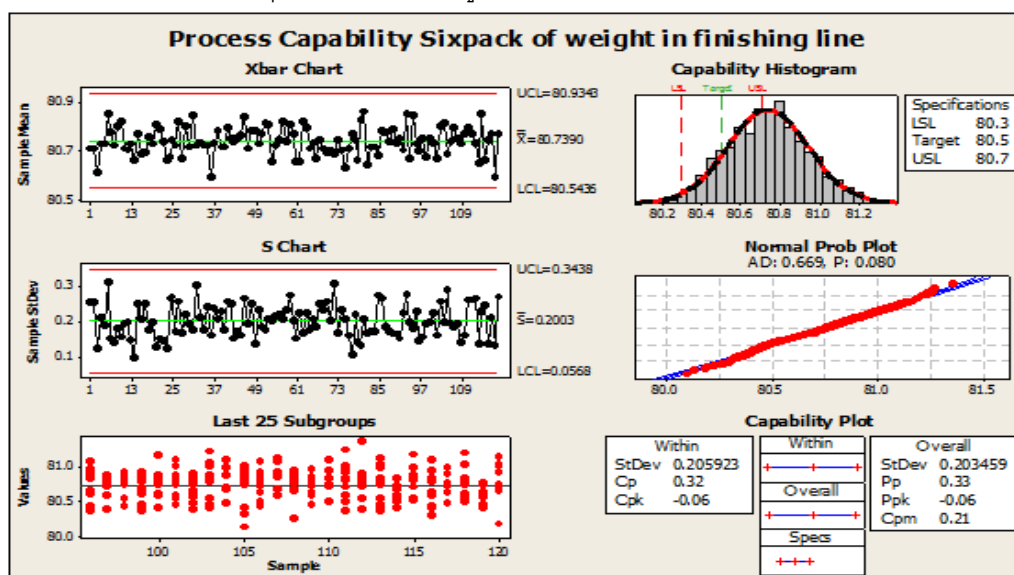 Process Capability Sixpack of weight in finishing line
Xbar Chart
Sample Mean
80.9
80.7
80.5
1 13 25 37 49 61 73 85 97 109
UCL=80.9343
X=80.7390
LCL=80.5436
S Chart
Sample StDev
0.3
0.2
0.1
1 13 25 37 49 61 73 85 97 109
UCL=0.3438
S=0.2003
LCL=0.0568
Last 25 Subgroups
Values
81.0
80.5
80.0
100 105 110 115 120
Sample
Capability Histogram
LSL Target USL
80.2 80.4 80.6 80.8 81.0 81.2
Specifications
LSL 80.3
Target 80.5
USL 80.7
Normal Prob Plot
AD: 0.669, P: 0.080
80.0 80.5 81.0 81.5
Capability Plot
Within
StDev 0.205923
Cp 0.32
Cpk -0.06
Within
Overall
Specs
Overall
StDev 0.203459
Pp 0.33
Ppk -0.06
Cpm 0.21